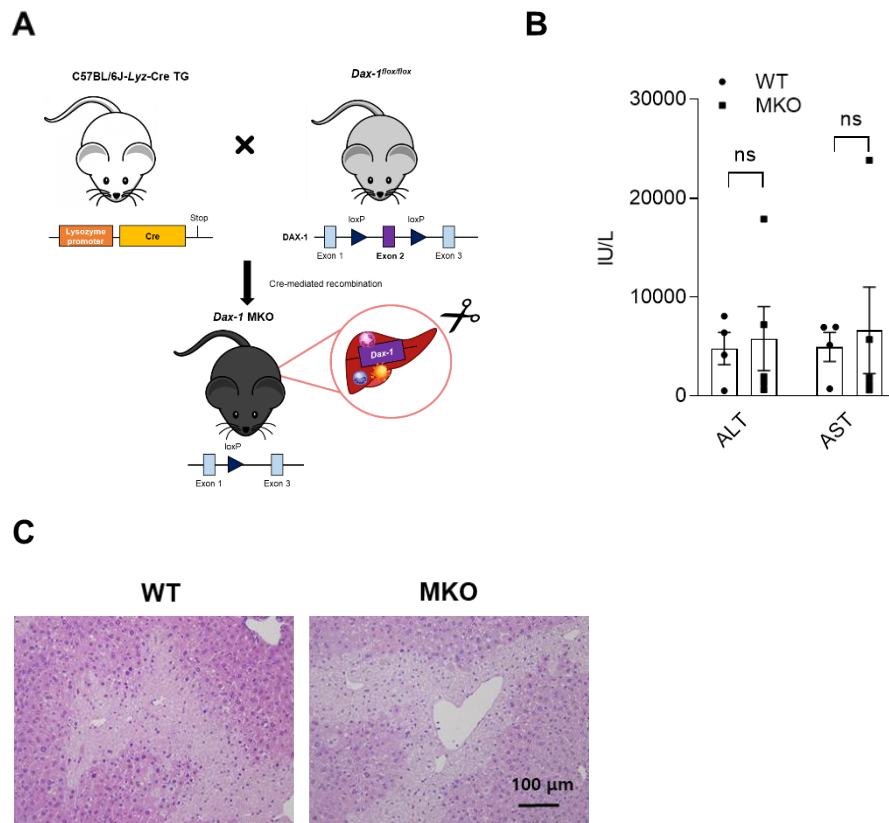 A
C57BL/6J-Lyz-Cre TG
Dax-1flox/flox
Stop
Lysozyme
promoter
Cre
loxP
loxP
DAX-1
Exon 1
Exon 2
Exon 3
Cre-mediated recombination
Dax-1 MKO
Dax-1
loxP
Exon 1
Exon 3
B
WT
MKO
30000
20000
10000
0
IU/L
ns
ns
ALT
AST
C
WT
MKO
100 μm